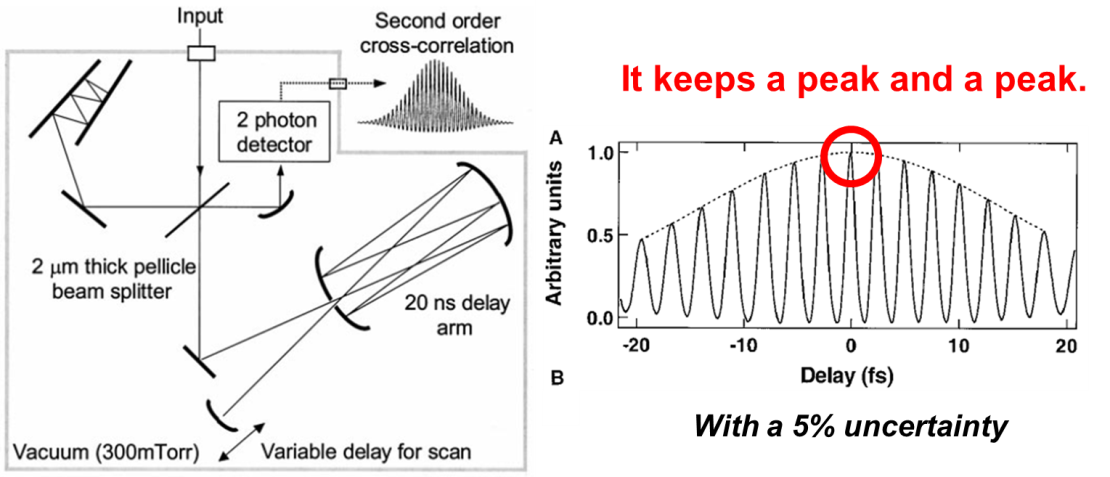 Input
Second order
cross-correlation
2 photon
detector
2 μm thick pellicle
beam splitter
20 ns delay
arm
Vacuum (300mTorr)
Variable delay for scan
It keeps a peak and a peak.
A
Arbitrary units
1.0
0.5
0.0
-20
-10
0
10
20
B
Delay (fs)
With a 5% uncertainty